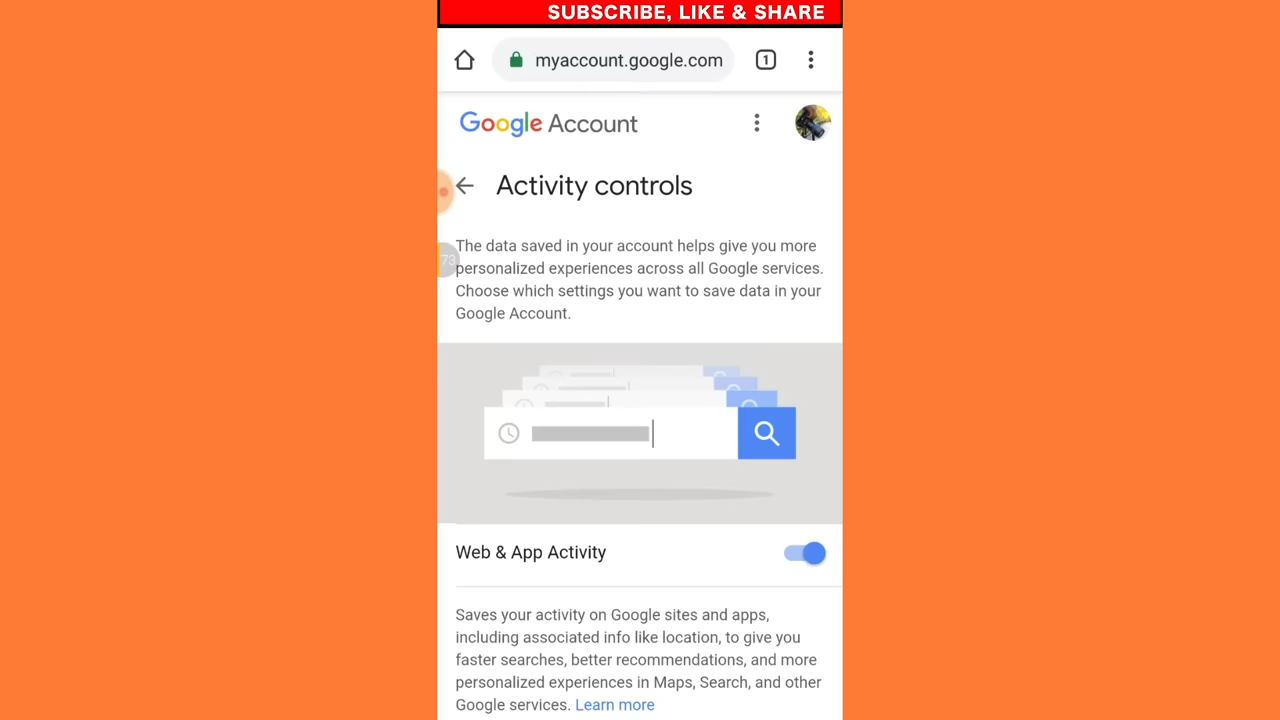 SUBSCRIBE, LIKE & SHARE
myaccount.google.com
1
Google Account
Activity controls
73
The data saved in your account helps give you more
personalized experiences across all Google services.
Choose which settings you want to save data in your
Google Account.
Web & App Activity
Saves your activity on Google sites and apps,
including associated info like location, to give you
faster searches, better recommendations, and more
personalized experiences in Maps, Search, and other
Google services. Learn more